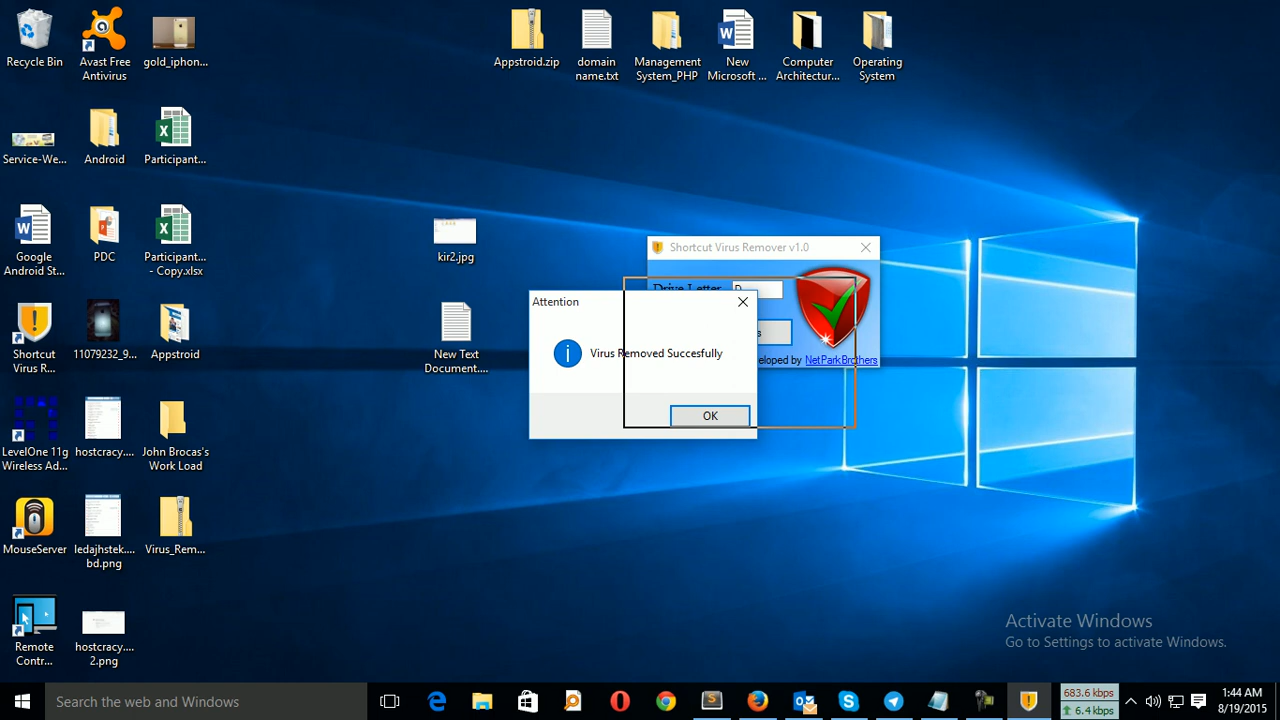 Recycle Bin
Avast Free
Antivirus
gold_iphon...
Appstroid.zip
domain
name.txt
Management
System_PHP
New
Microsoft ...
Computer
Architectur...
Operating
System
Service-We...
Android
Participant...
Google
Android St...
PDC
Participant...
- Copy.xlsx
kir2.jpg
Shortcut Virus Remover v1.0
Drive Letter
D
s
eloped by NetParkBrothers
Attention
Virus Removed Succesfully
OK
Shortcut
Virus R...
11079232_9...
Appstroid
New Text
Document....
LevelOne 11g
Wireless Ad...
hostcracy....
John Brocas's
Work Load
MouseServer
ledajhstek....
bd.png
Virus_Rem...
Remote
Contr...
hostcracy....
2.png
Activate Windows
Go to Settings to activate Windows.
Search the web and Windows
683.6 kbps
6.4 kbps
1:44 AM
8/19/2015